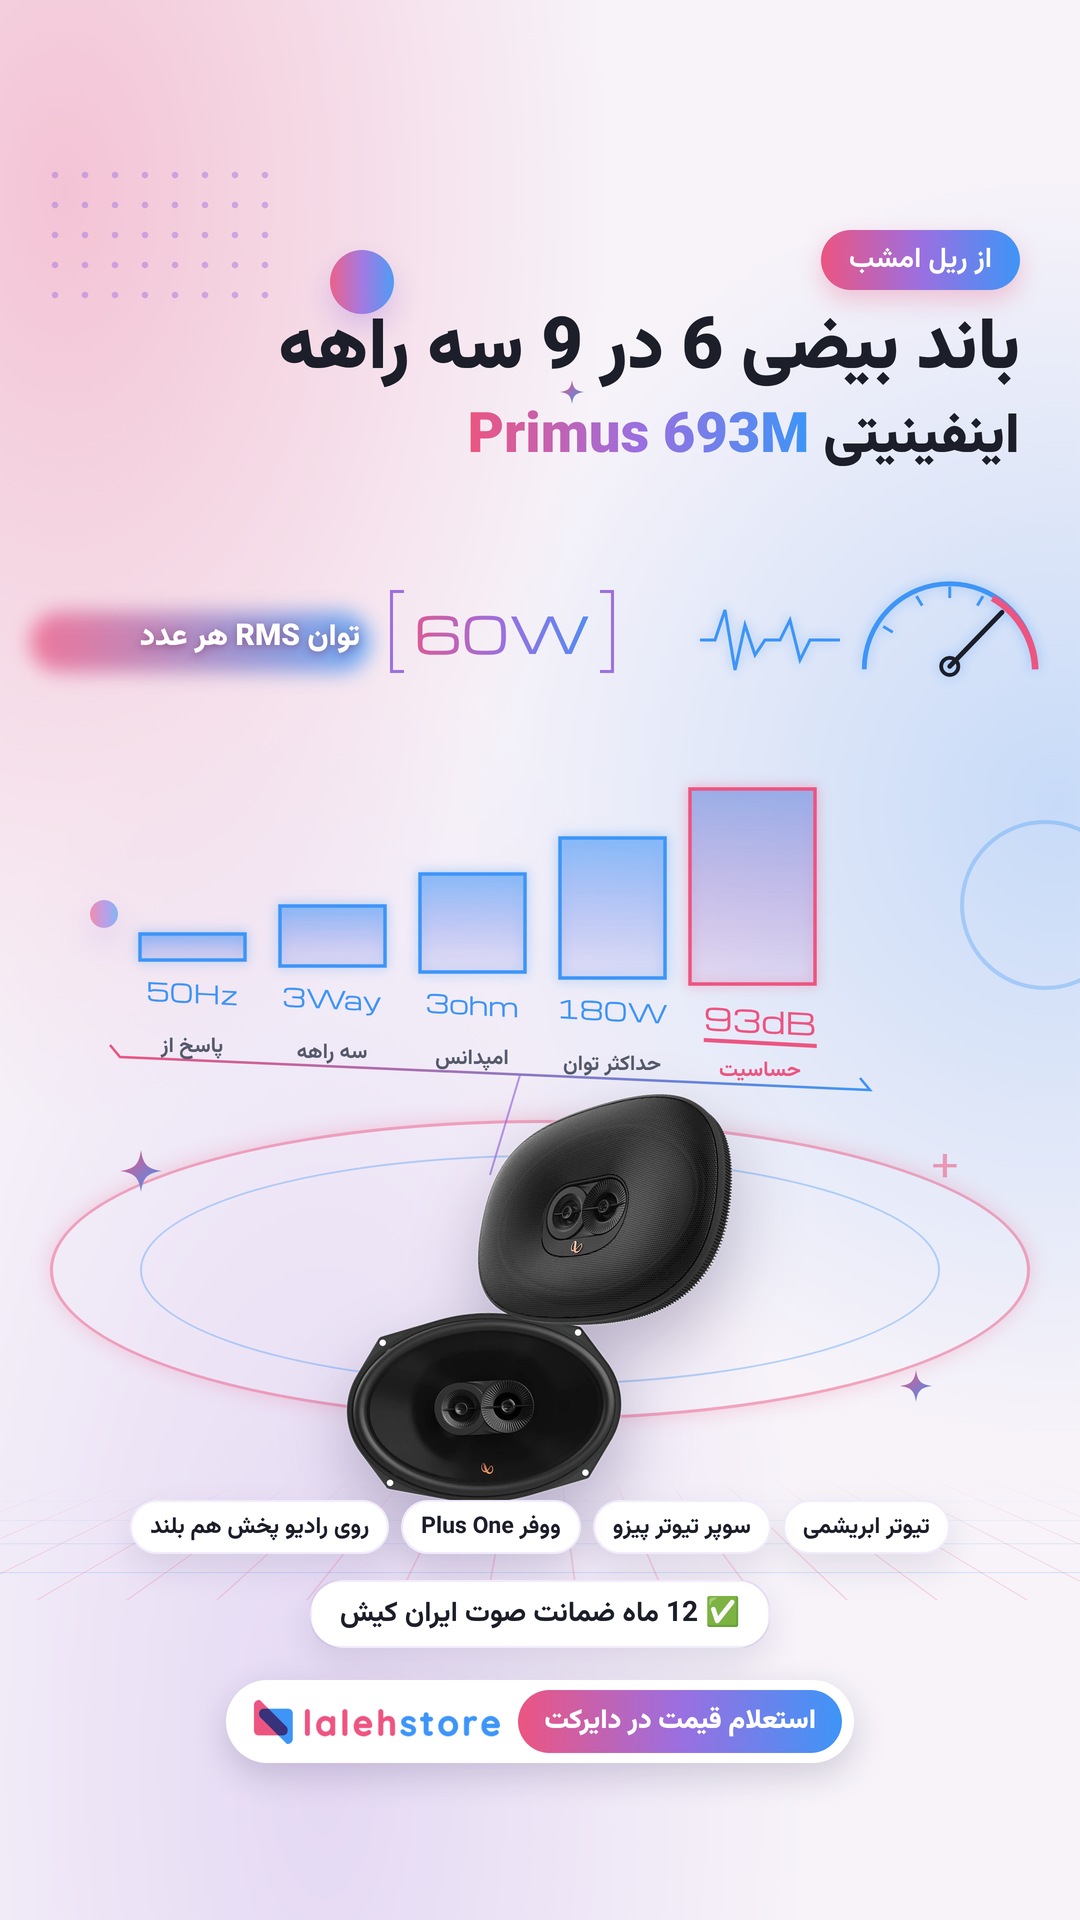 از ریل امشب
باند بیضی 6 در 9 سه راهه
اینفینیتی Primus 693M
60W
توان RMS هر عدد
93dB
حساسیت
180W
حداکثر توان
3ohm
امپدانس
3Way
سه راهه
50Hz
پاسخ از
تیوتر ابریشمی
سوپر تیوتر پیزو
ووفر Plus One
روی رادیو پخش هم بلند
✅ 12 ماه ضمانت صوت ایران کیش
استعلام قیمت در دایرکت
lalehstore